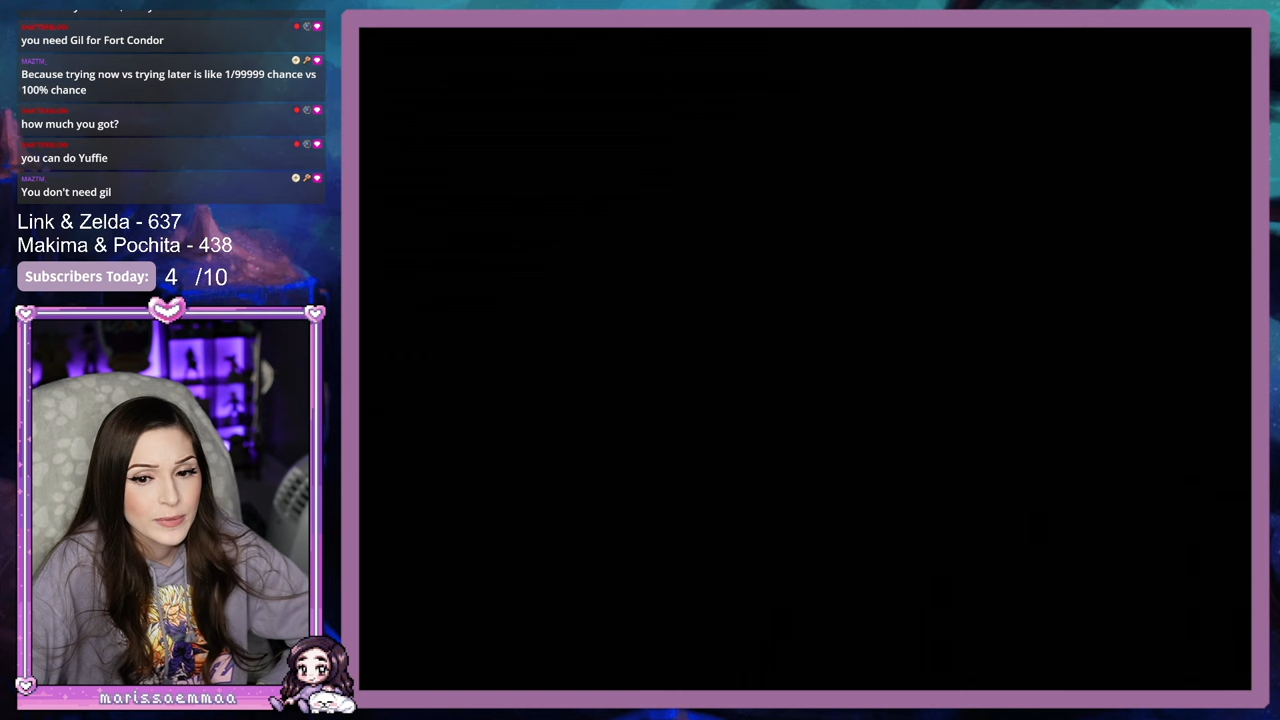 you need Gil for Fort Condor
MAZTM_
Because trying now vs trying later is like 1/99999 chance vs
100% chance
how much you got?
you can do Yuffie
MAZTM_
You don't need gil
Link & Zelda - 637
Makima & Pochita - 438
Subscribers Today: 4 /10
marissaemmaa